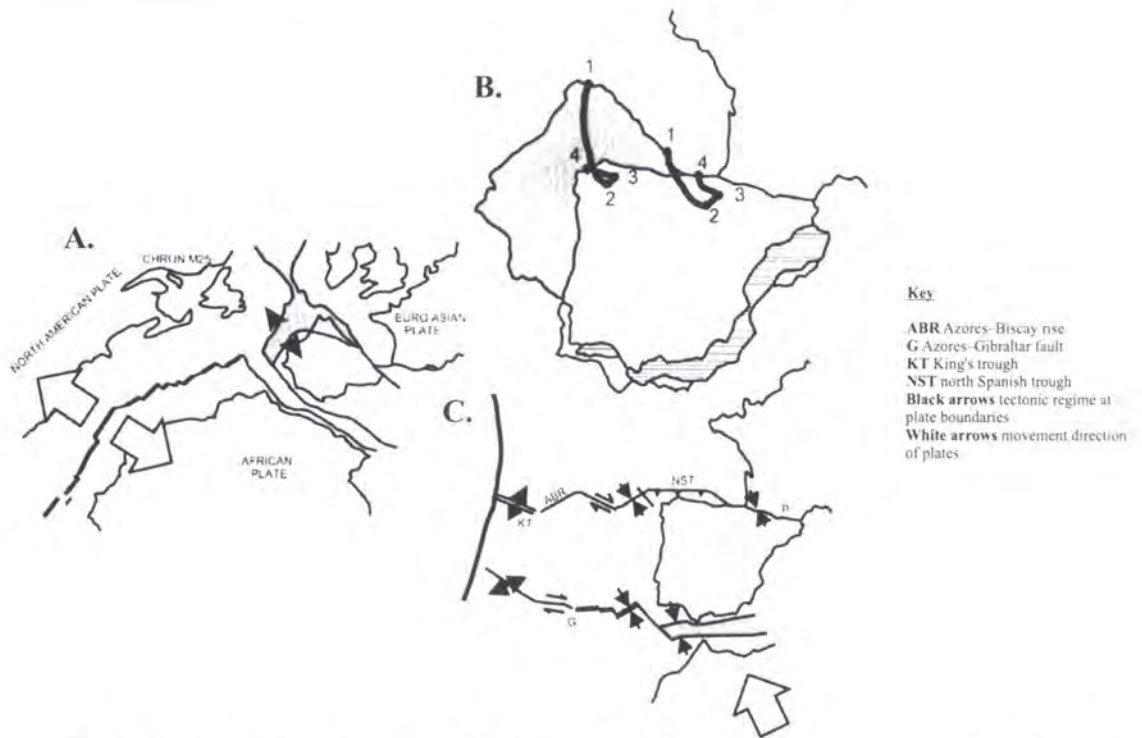 A.
CHRON M25
NORTH AMERICAN PLATE
EUROASIAN
PLATE
AFRICAN
PLATE
B.
1
1
4
3
2
4
3
2
C.
KT
ABR
NST
P
G
Key
ABR Azores–Biscay rise
G Azores–Gibraltar fault
KT King's trough
NST north Spanish trough
Black arrows tectonic regime at
plate boundaries
White arrows movement direction
of plates